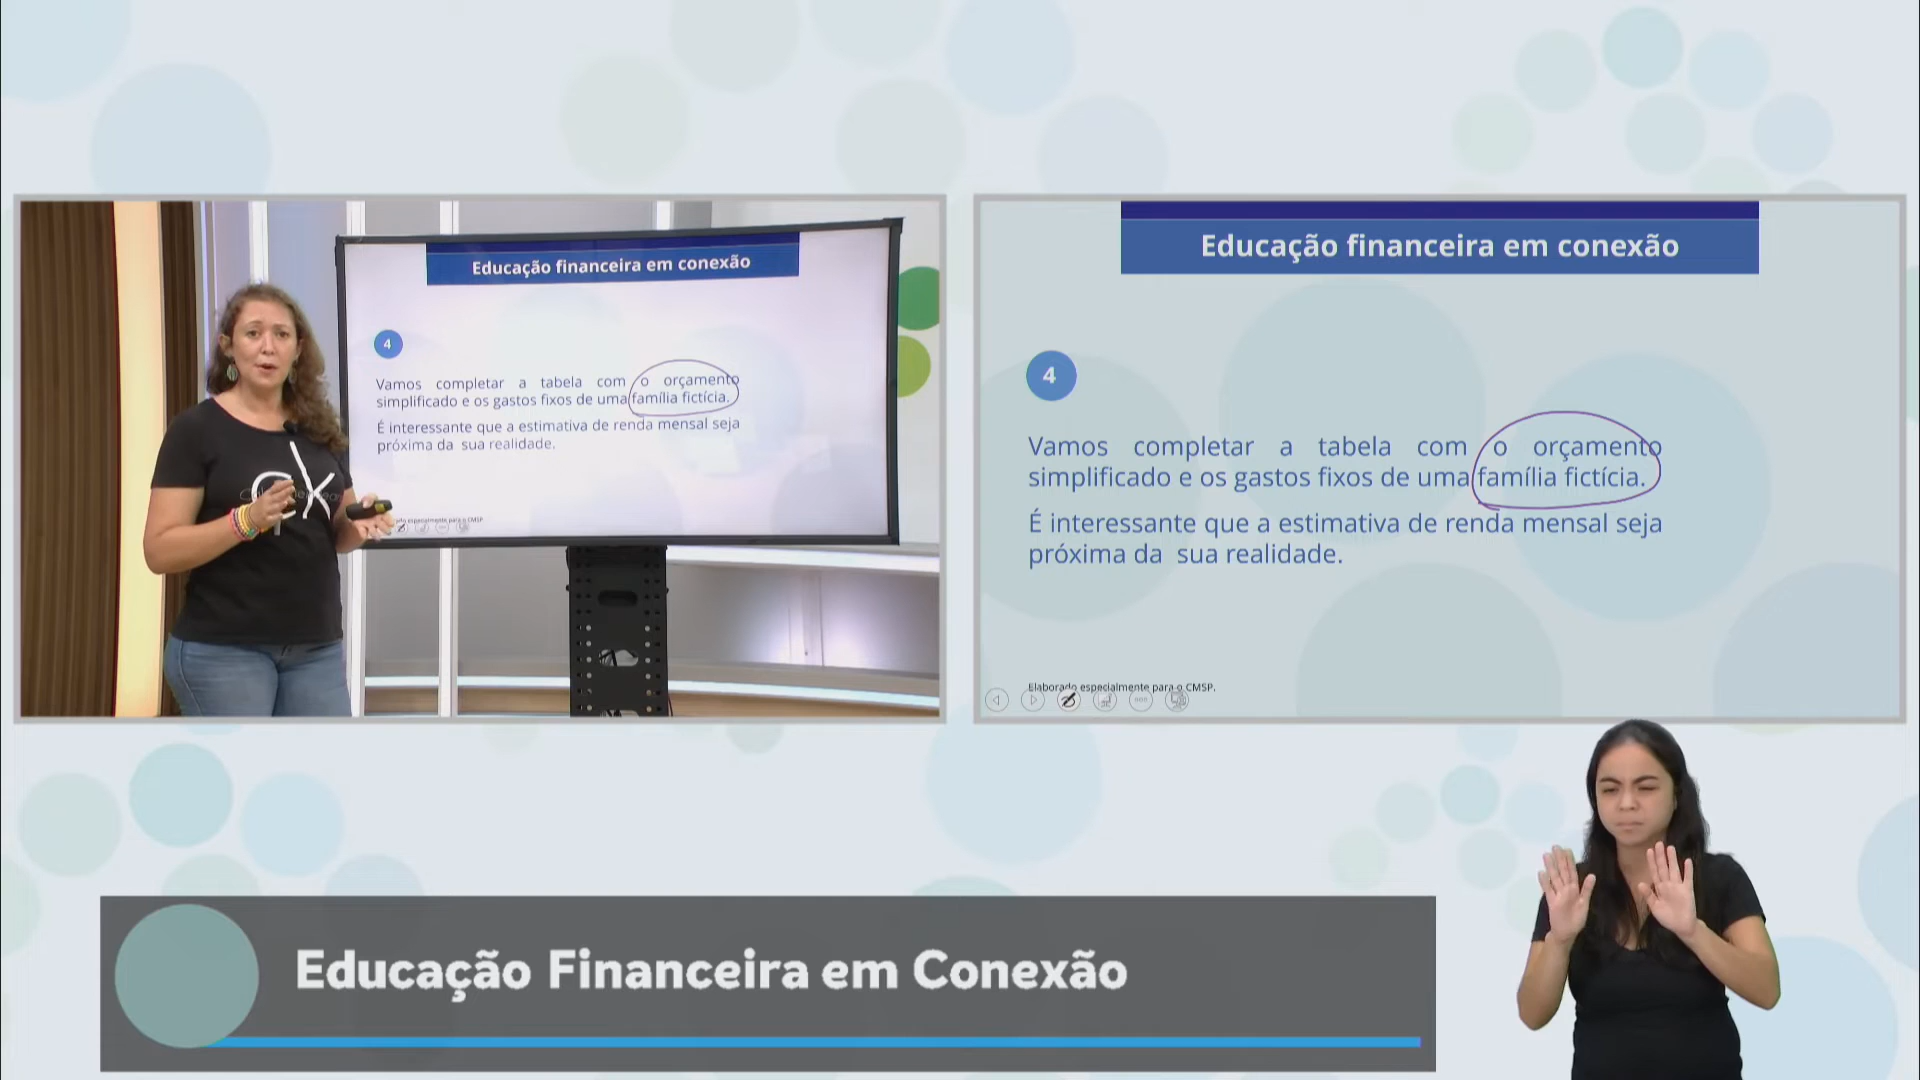 Educação financeira em conexão
4
Vamos completar a tabela com o orçamento
simplificado e os gastos fixos de uma família fictícia.
É interessante que a estimativa de renda mensal seja
próxima da sua realidade.
Educação financeira em conexão
4
Vamos completar a tabela com o orçamento
simplificado e os gastos fixos de uma família fictícia.
É interessante que a estimativa de renda mensal seja
próxima da sua realidade.
Elaborado especialmente para o CMSP.
Educação Financeira em Conexão